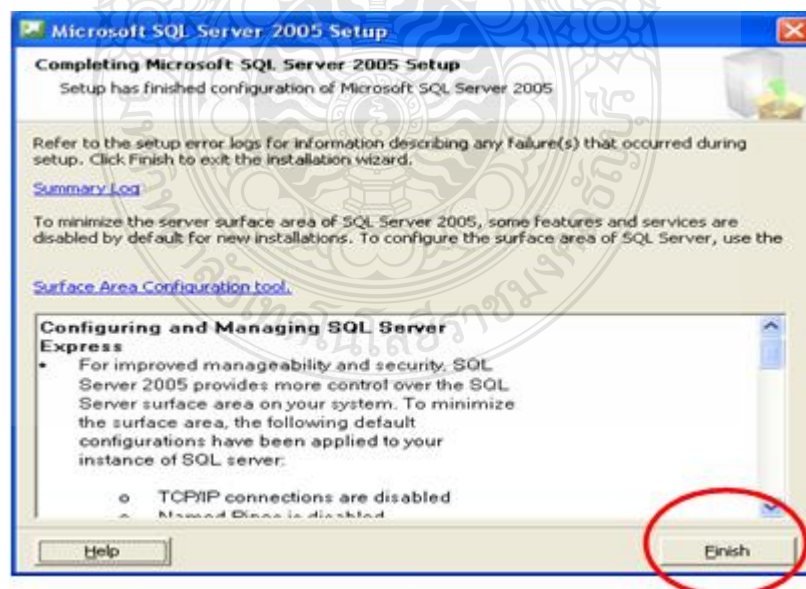 Microsoft SQL Server 2005 Setup
Completing Microsoft SQL Server 2005 Setup
Setup has finished configuration of Microsoft SQL Server 2005
Refer to the setup error logs for information describing any failure(s) that occurred during
setup. Click Finish to exit the installation wizard.
Summary Log
To minimize the server surface area of SQL Server 2005, some features and services are
disabled by default for new installations. To configure the surface area of SQL Server, use the
Surface Area Configuration tool.
Configuring and Managing SQL Server
Express
• For improved manageability and security, SQL
Server 2005 provides more control over the SQL
Server surface area on your system. To minimize
the surface area, the following default
configurations have been applied to your
instance of SQL server:
o TCP/IP connections are disabled
Named Pipes is disabled
Help
Finish